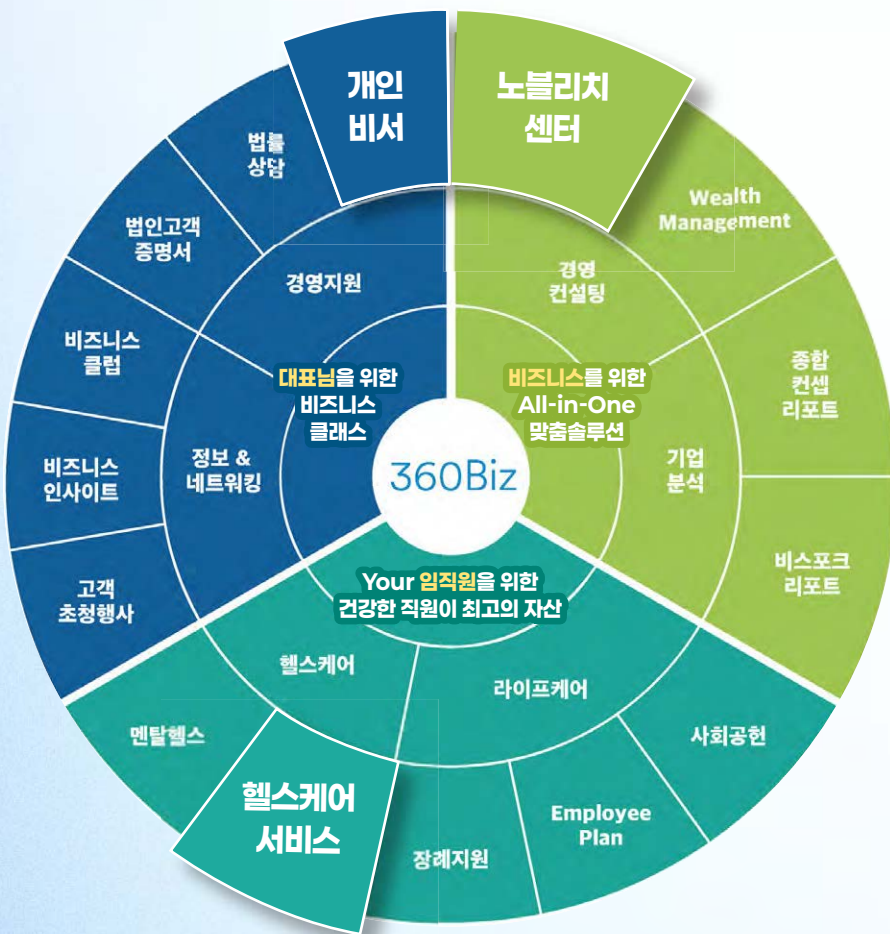 개인
비서
노블리치
센터
법률
상담
Wealth
Management
법인고객
증명서
경영지원
경영
컨설팅
비즈니스
클럽
대표님을 위한
비즈니스
클래스
비즈니스를 위한
All-in-One
맞춤솔루션
종합
컨셉
리포트
비즈니스
인사이트
정보 &
네트워킹
360Biz
기업
분석
고객
초청행사
비스포크
리포트
Your 임직원을 위한
건강한 직원이 최고의 자산
헬스케어
라이프케어
멘탈헬스
사회공헌
헬스케어
서비스
장례지원
Employee
Plan